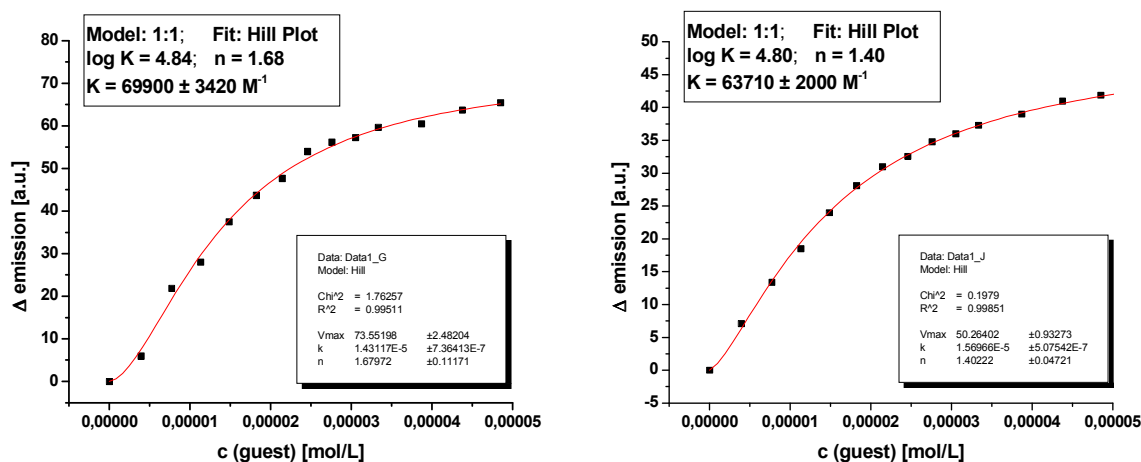 Model: 1:1;    Fit: Hill Plot
log K = 4.84;   n = 1.68
K = 69900 ± 3420 M-1
80
70
60
50
40
30
20
10
0
Δ emission [a.u.]
Data: Data1_G
Model: Hill
Chi^2 = 1.76257
R^2 = 0.99511
Vmax 73.55198 ±2.48204
k 1.43117E-5 ±7.36413E-7
n 1.67972 ±0.11171
0,00000 0,00001 0,00002 0,00003 0,00004 0,00005
c (guest) [mol/L]
Model: 1:1;    Fit: Hill Plot
log K = 4.80;   n = 1.40
K = 63710 ± 2000 M-1
50
45
40
35
30
25
20
15
10
5
0
-5
Δ emission [a.u.]
Data: Data1_J
Model: Hill
Chi^2 = 0.1979
R^2 = 0.99851
Vmax 50.26402 ±0.93273
k 1.56966E-5 ±5.07542E-7
n 1.40222 ±0.04721
0,00000 0,00001 0,00002 0,00003 0,00004 0,00005
c (guest) [mol/L]